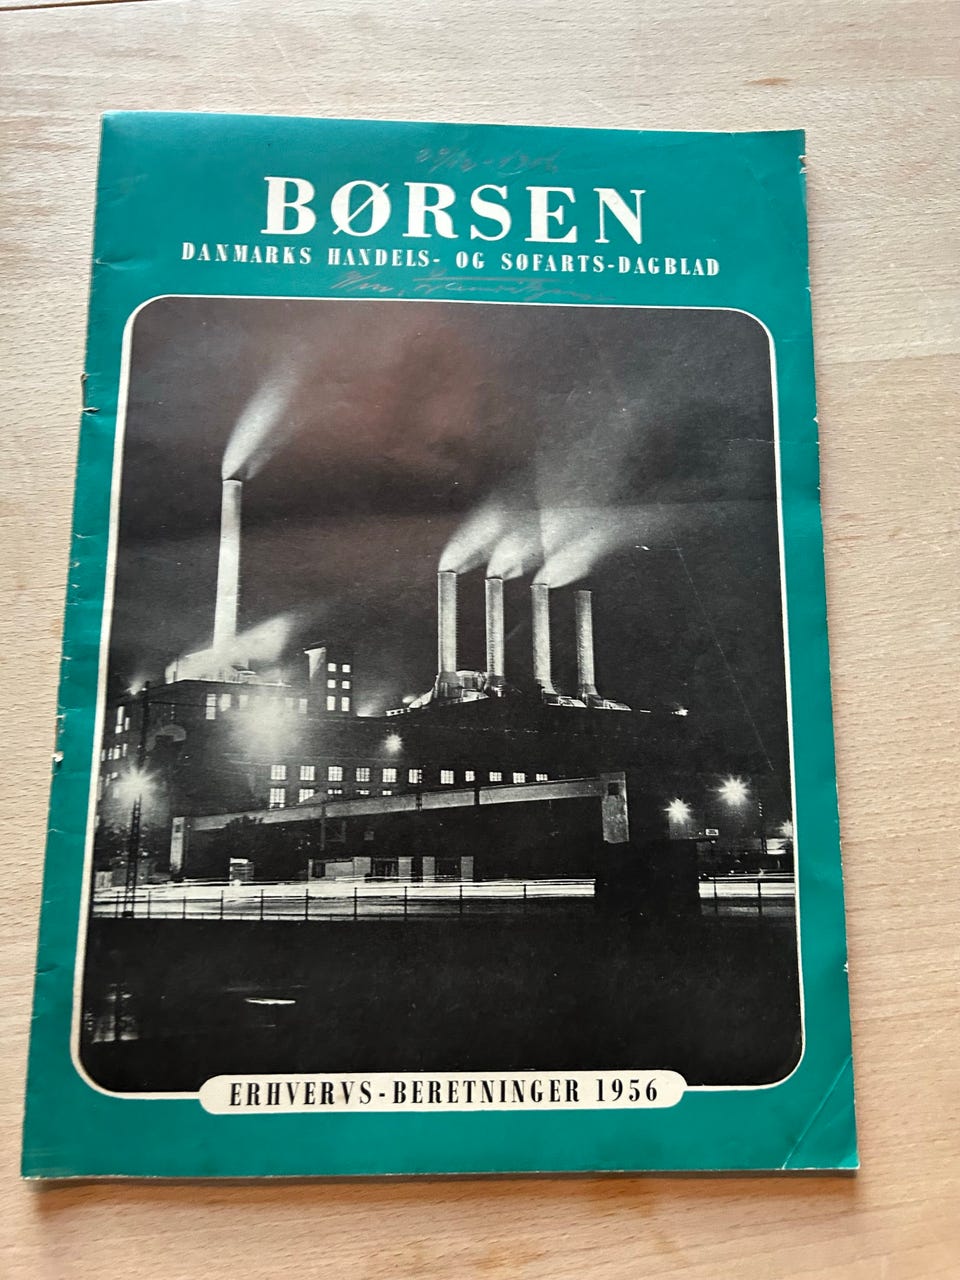 BØRSEN
DANMARKS HANDELS- OG SØFARTS-DAGBLAD
ERHVERVS-BERETNINGER 1956